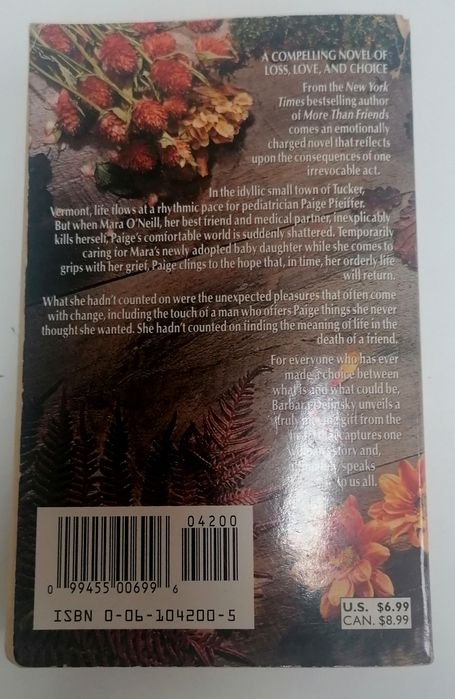 A COMPELLING NOVEL OF
LOSS, LOVE, AND CHOICE
From the New York
Times bestselling author
of More Than Friends
comes an emotionally
charged novel that reflects
upon the consequences of one
irrevocable act.
In the idyllic small town of Tucker,
Vermont, life flows at a rhythmic pace for pediatrician Paige Pfeiffer.
But when Mara O'Neill, her best friend and medical partner, inexplicably
kills herself, Paige's comfortable world is suddenly shattered. Temporarily
caring for Mara's newly adopted baby daughter while she comes to
grips with her grief, Paige clings to the hope that, in time, her orderly life
will return.
What she hadn't counted on were the unexpected pleasures that often come
with change, including the touch of a man who offers Paige things she never
thought she wanted. She hadn't counted on finding the meaning of life in the
death of a friend.
For everyone who has ever
made a choice between
what is and what could be,
Barbara Delinsky unveils a
truly moving gift from the
captures one
story and,
speaks
to us all.
04200
0 99455 00699 6
ISBN 0-06-104200-5
U.S. $6.99
CAN. $8.99